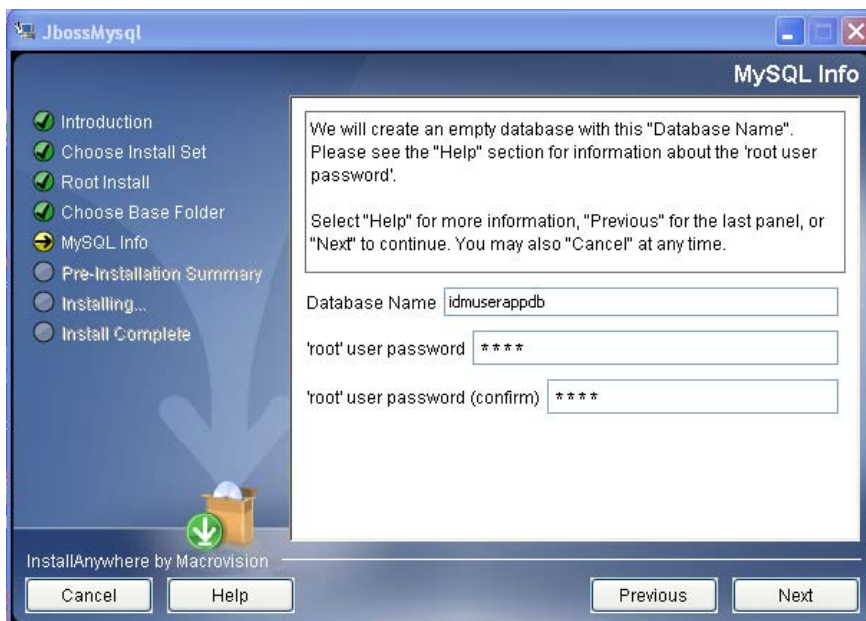 JbossMysql
MySQL Info
Introduction
Choose Install Set
Root Install
Choose Base Folder
MySQL Info
Pre-Installation Summary
Installing...
Install Complete
We will create an empty database with this "Database Name".
Please see the "Help" section for information about the 'root user
password'.
Select "Help" for more information, "Previous" for the last panel, or
"Next" to continue. You may also "Cancel" at any time.
Database Name idmuserappdb
'root' user password ****
'root' user password (confirm) ****
InstallAnywhere by Macrovision
Cancel Help Previous Next